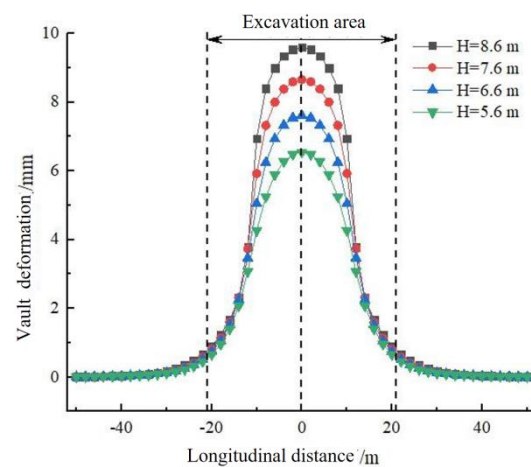 Excavation area
H=8.6 m
H=7.6 m
H=6.6 m
H=5.6 m
10
8
6
4
2
0
Vault deformation/mm
-40
-20
0
20
40
Longitudinal distance/m